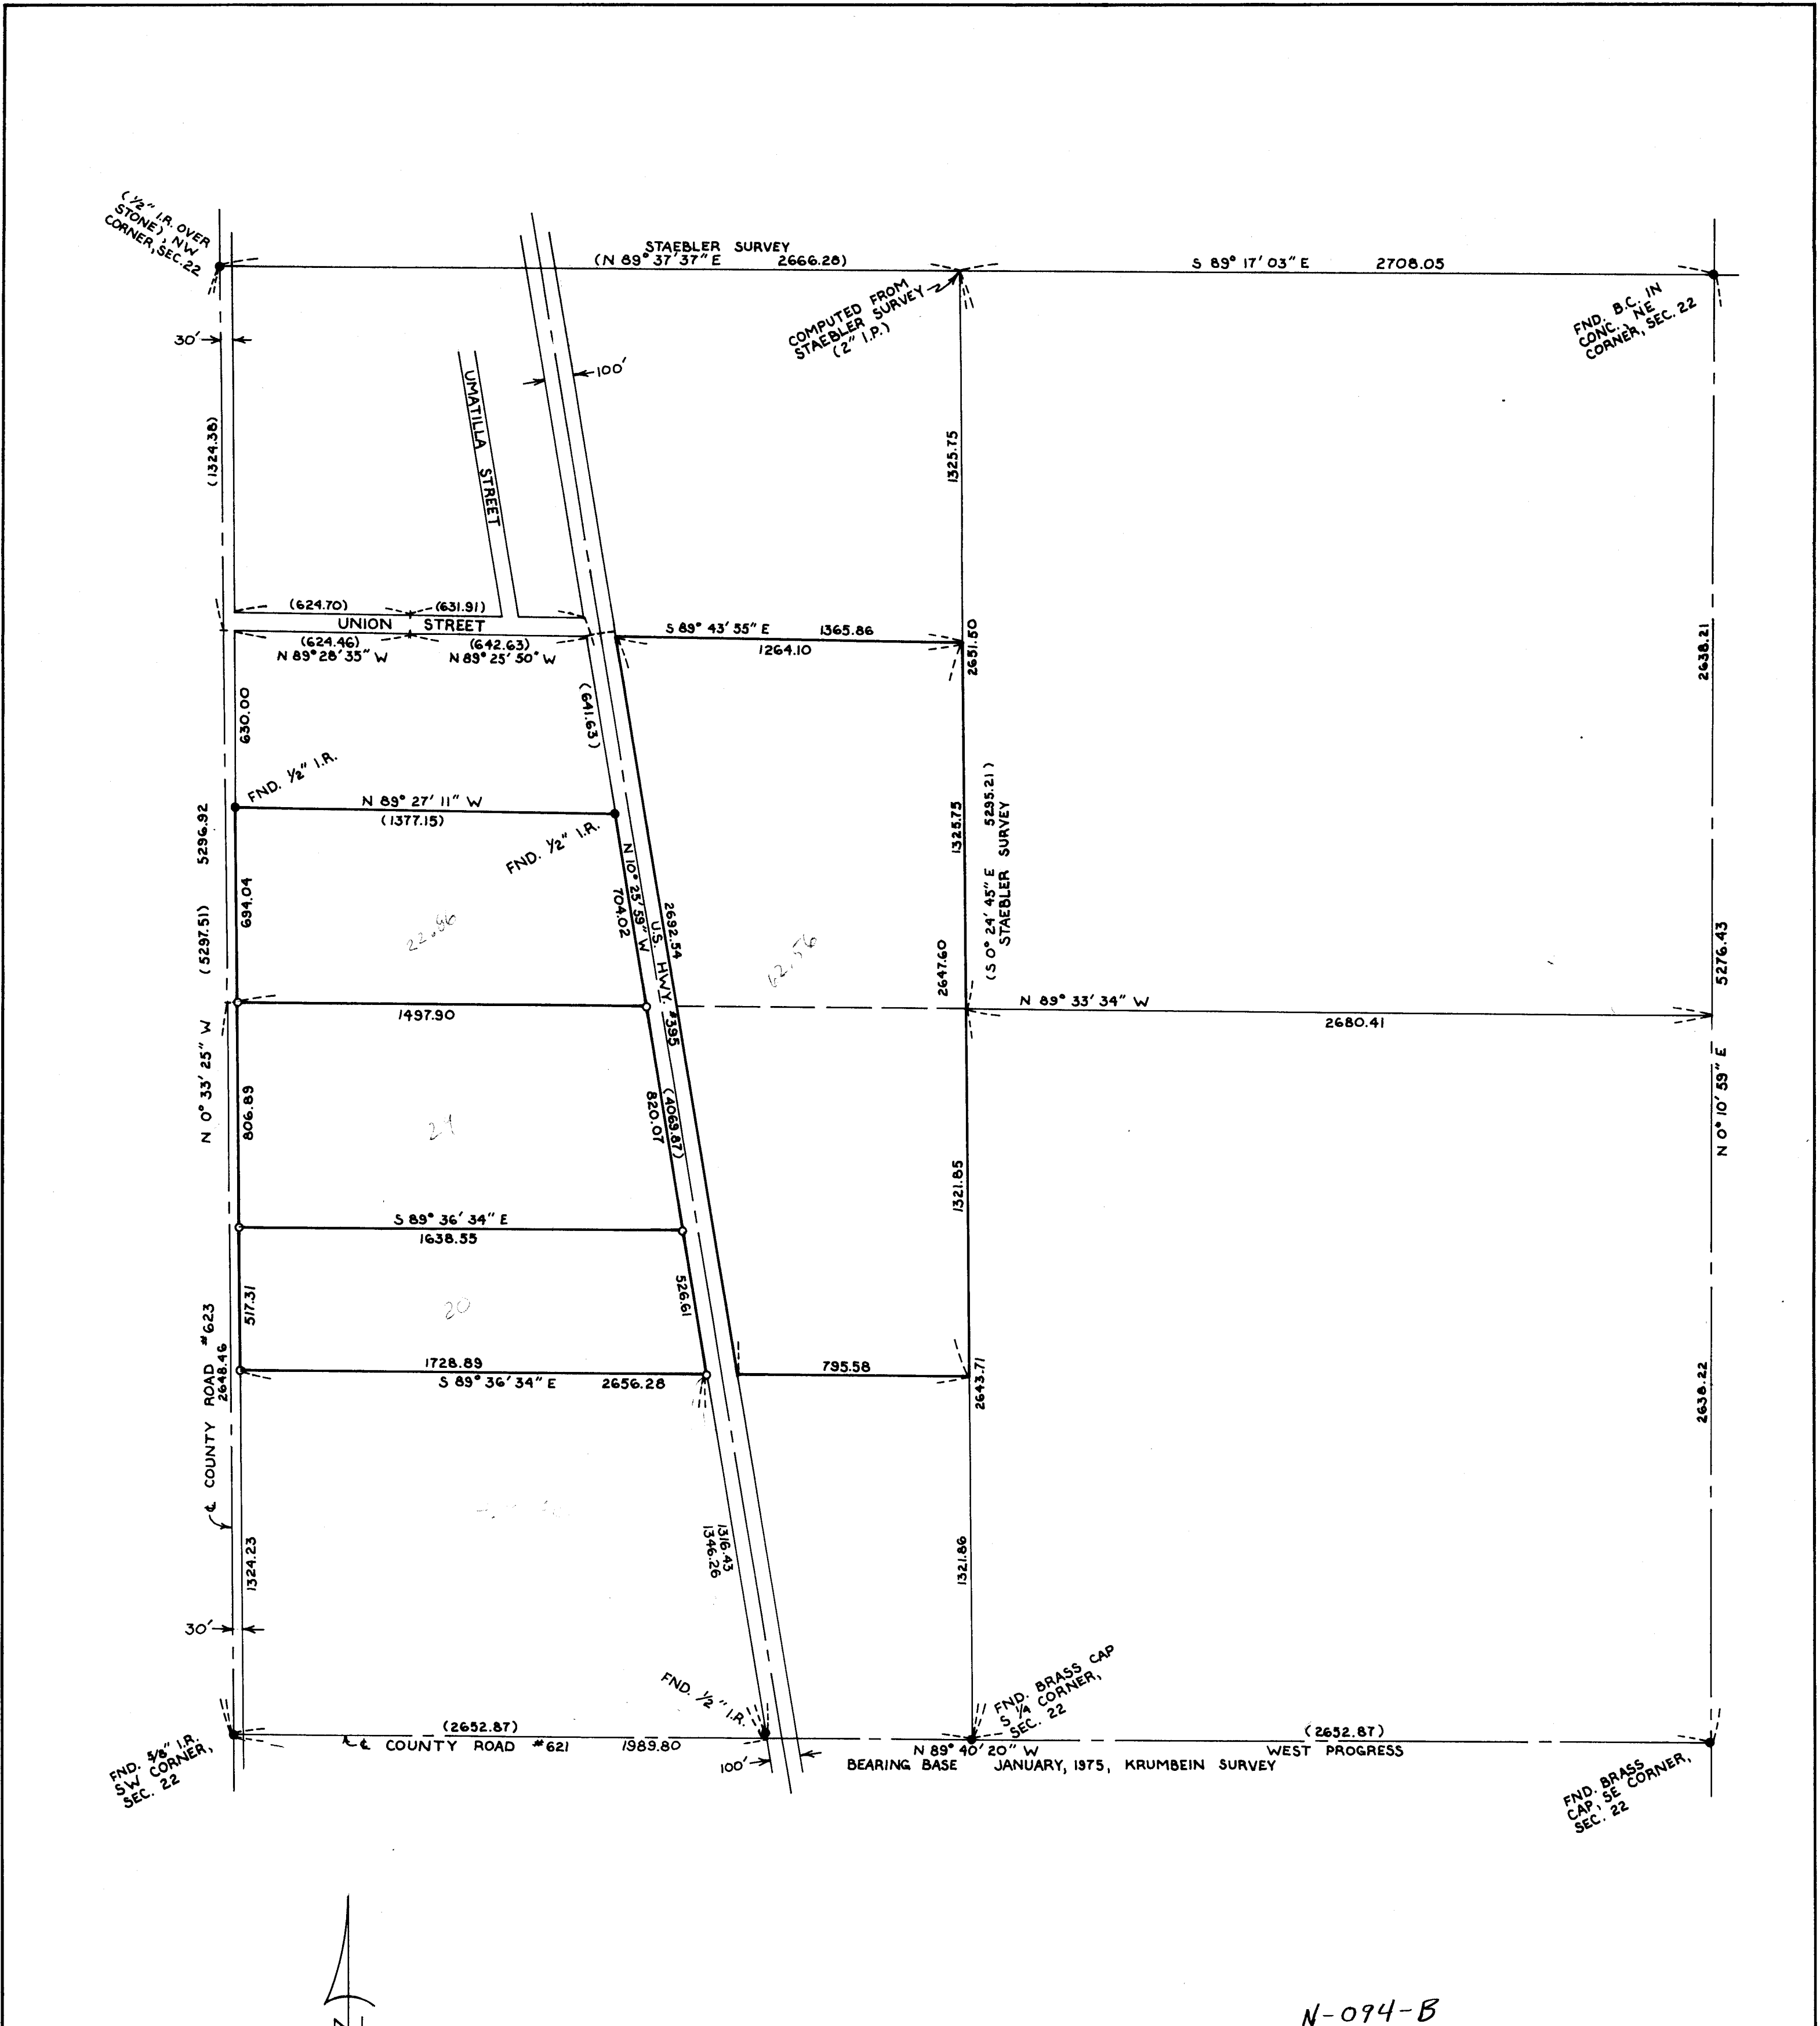 (½" I.R. OVER
STONE), NW
CORNER, SEC. 22
STAEBLER SURVEY
(N 89° 37' 37" E 2666.28)
S 89° 17' 03" E 2708.05
COMPUTED FROM
STAEBLER SURVEY
(2" I.P.)
FND. B.C. IN
CONC., NE
CORNER, SEC. 22
30'
100'
(1324.38)
UMATILLA STREET
1325.75
(624.70) (631.91)
UNION STREET
(624.46) (642.63)
N 89° 28' 35" W N 89° 25' 50" W
S 89° 43' 55" E 1365.86
1264.10
2651.50
2638.21
630.00
(641.63)
FND. ½" I.R.
N 89° 27' 11" W
(1377.15)
FND. ½" I.R.
(5297.51) 5296.92
694.04
N 10° 25' 59" W
704.02
2692.54
U.S. HWY. #395
1325.75
(S 0° 24' 45" E 5295.21)
STAEBLER SURVEY
62.56
2647.60
5276.43
N 89° 33' 34" W
2680.41
1497.90
N 0° 33' 25" W
806.89
(4069.87)
820.07
1321.85
N 0° 10' 59" E
S 89° 36' 34" E
1638.55
517.31
526.61
20
1728.89
S 89° 36' 34" E 2656.28
795.58
2643.71
2638.22
¢ COUNTY ROAD #623
2648.46
1324.23
1316.43
1346.26
1321.86
30'
FND. ⅝" I.R.
SW CORNER,
SEC. 22
(2652.87)
¢ COUNTY ROAD #621 1989.80
FND. ½" I.R.
100'
FND. BRASS CAP
S ¼ CORNER,
SEC. 22
(2652.87)
N 89° 40' 20" W WEST PROGRESS
BEARING BASE JANUARY, 1975, KRUMBEIN SURVEY
FND. BRASS
CAP, SE CORNER,
SEC. 22
N
N-094-B